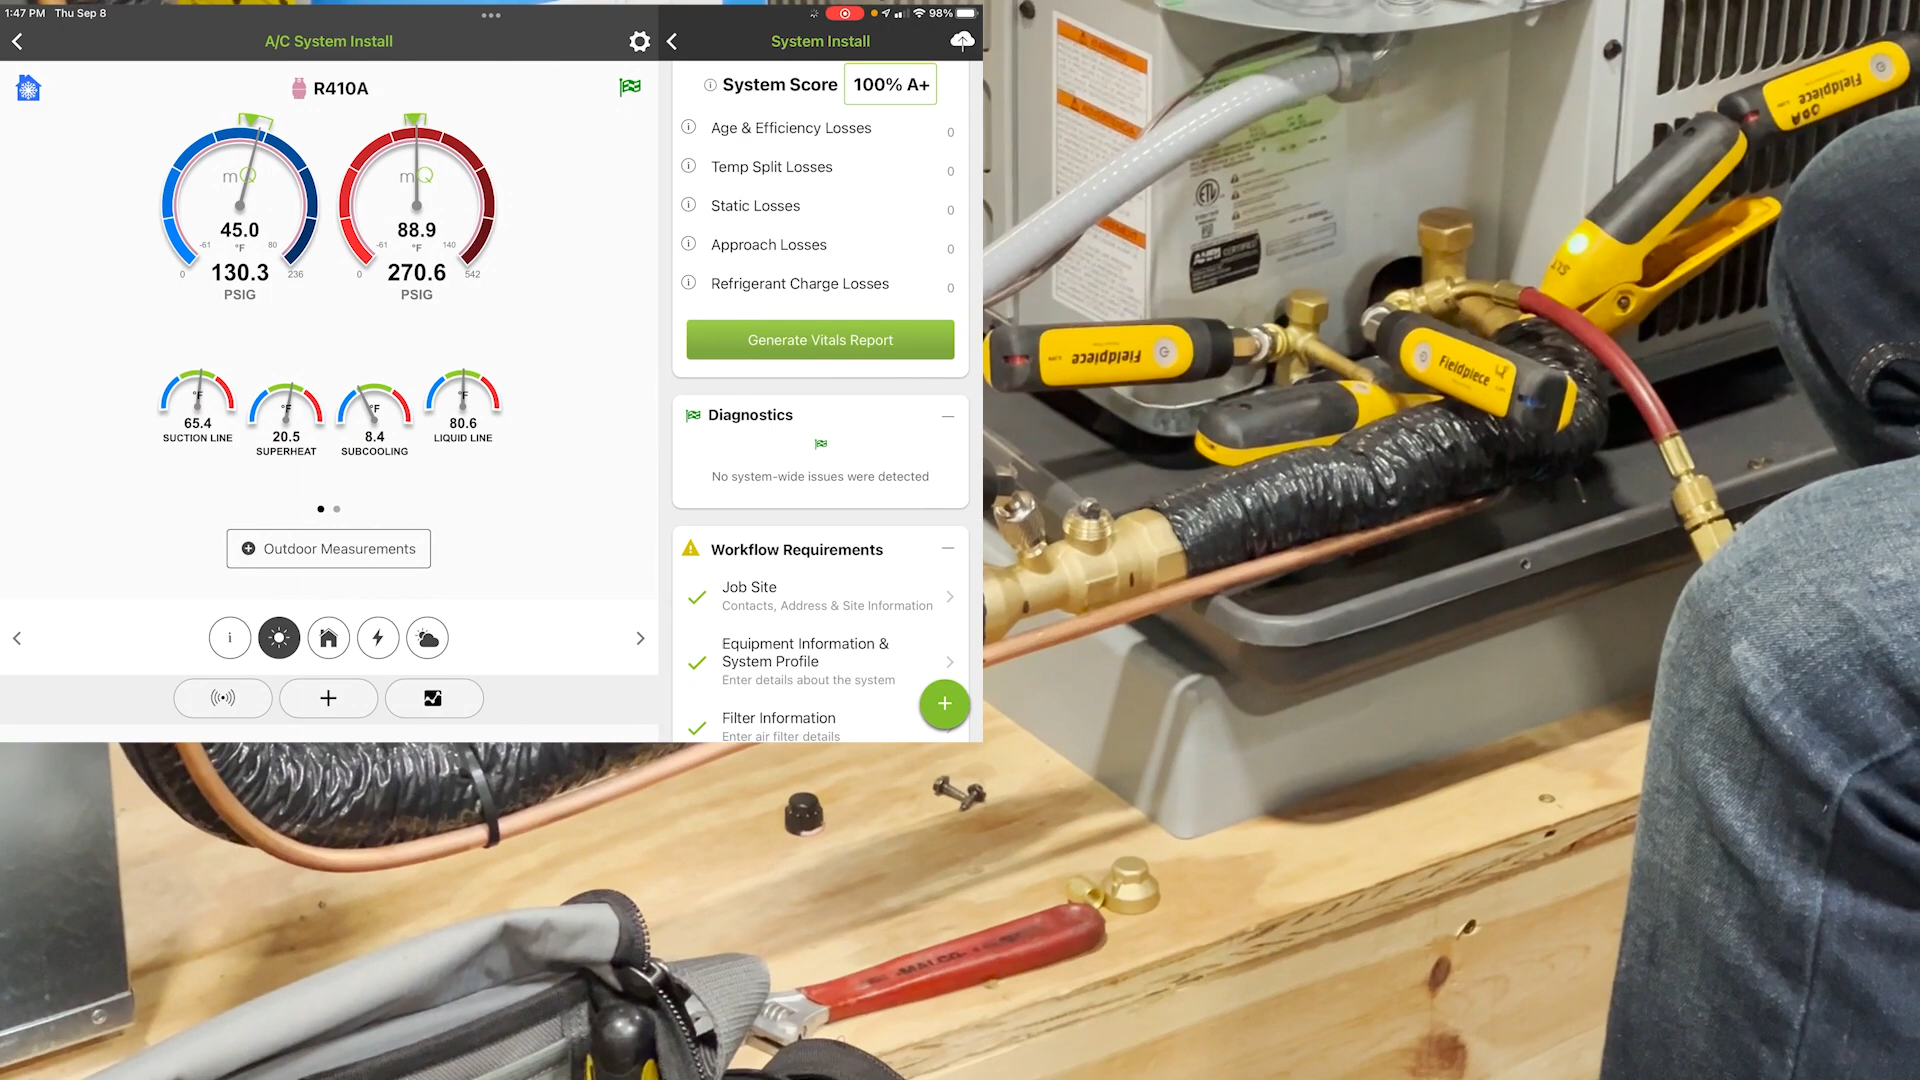 1:47 PM Thu Sep 8
98%
A/C System Install
R410A
mQ
45.0
°F
-61 80
130.3
0 236
PSIG
mQ
88.9
°F
-61 140
270.6
0 542
PSIG
°F
65.4
SUCTION LINE
°F
20.5
SUPERHEAT
°F
8.4
SUBCOOLING
°F
80.6
LIQUID LINE
Outdoor Measurements
System Install
System Score 100% A+
Age & Efficiency Losses 0
Temp Split Losses 0
Static Losses 0
Approach Losses 0
Refrigerant Charge Losses 0
Generate Vitals Report
Diagnostics
No system-wide issues were detected
Workflow Requirements
Job Site
Contacts, Address & Site Information
Equipment Information &
System Profile
Enter details about the system
Filter Information
Enter air filter details
Fieldpiece
Fieldpiece
Fieldpiece
ETL
MALCO